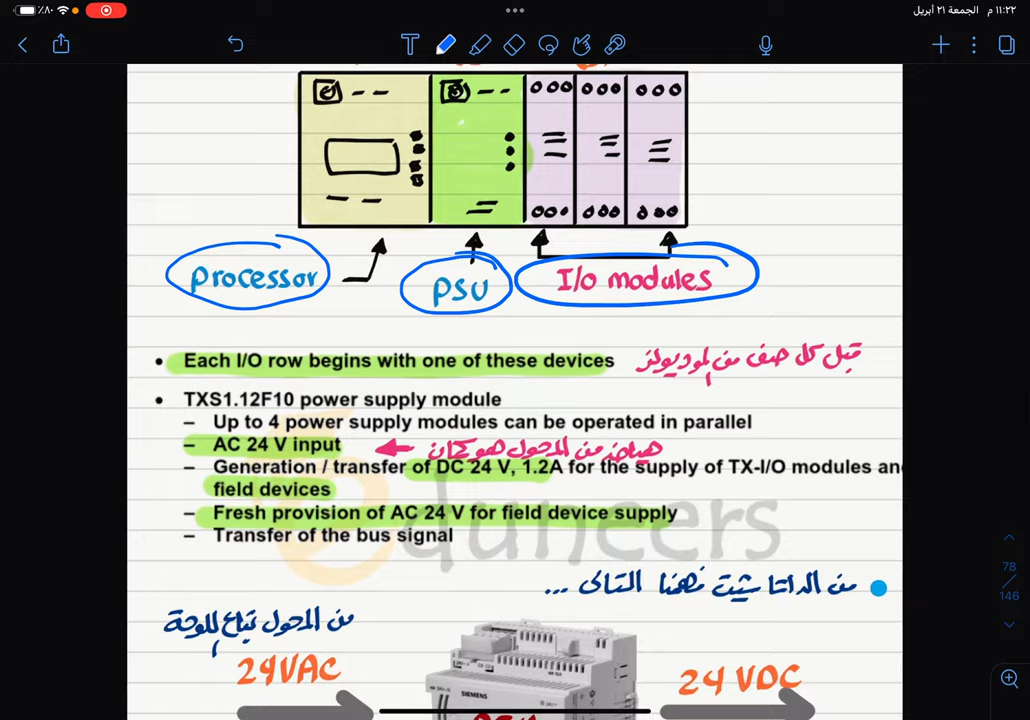 ٪٨٠
١١:٢٢ م الجمعة ٢١ أبريل
T
Processor
PSU
I/o modules
• Each I/O row begins with one of these devices
قبل كل صف من الموديولز
• TXS1.12F10 power supply module
– Up to 4 power supply modules can be operated in parallel
– AC 24 V input
هياخد من المحول هو كمان
– Generation / transfer of DC 24 V, 1.2A for the supply of TX-I/O modules an
field devices
– Fresh provision of AC 24 V for field device supply
– Transfer of the bus signal
duneers
من الداتا شيت فهمنا التالى ...
من المحول بتاع اللوحة
24VAC
24 VDC
SIEMENS
78
146